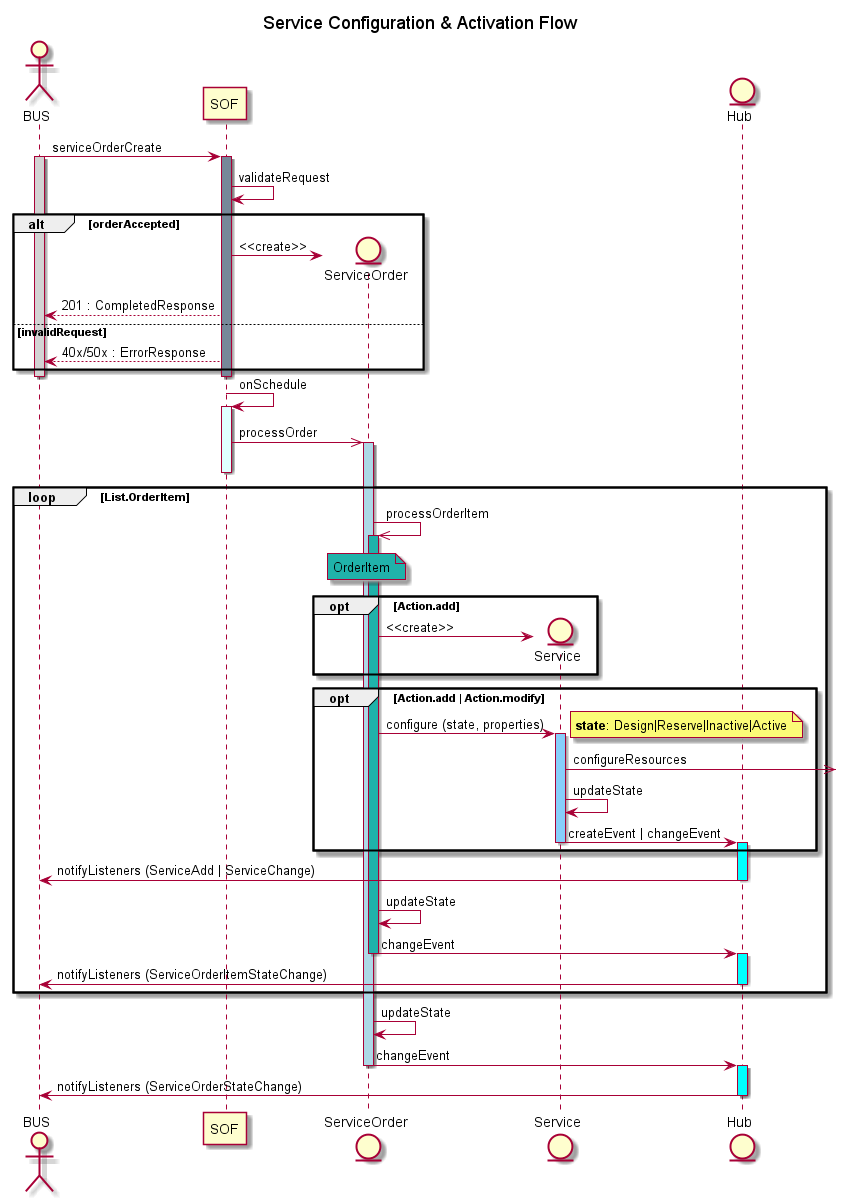 Service Configuration & Activation Flow
BUS
SOF
Hub
serviceOrderCreate
validateRequest
alt
[orderAccepted]
<<create>>
ServiceOrder
201 : CompletedResponse
[invalidRequest]
40x/50x : ErrorResponse
onSchedule
processOrder
loop
[List.OrderItem]
processOrderItem
OrderItem
opt
[Action.add]
<<create>>
Service
opt
[Action.add | Action.modify]
configure (state, properties)
state: Design|Reserve|Inactive|Active
configureResources
updateState
createEvent | changeEvent
notifyListeners (ServiceAdd | ServiceChange)
updateState
changeEvent
notifyListeners (ServiceOrderItemStateChange)
updateState
changeEvent
notifyListeners (ServiceOrderStateChange)
BUS
SOF
ServiceOrder
Service
Hub